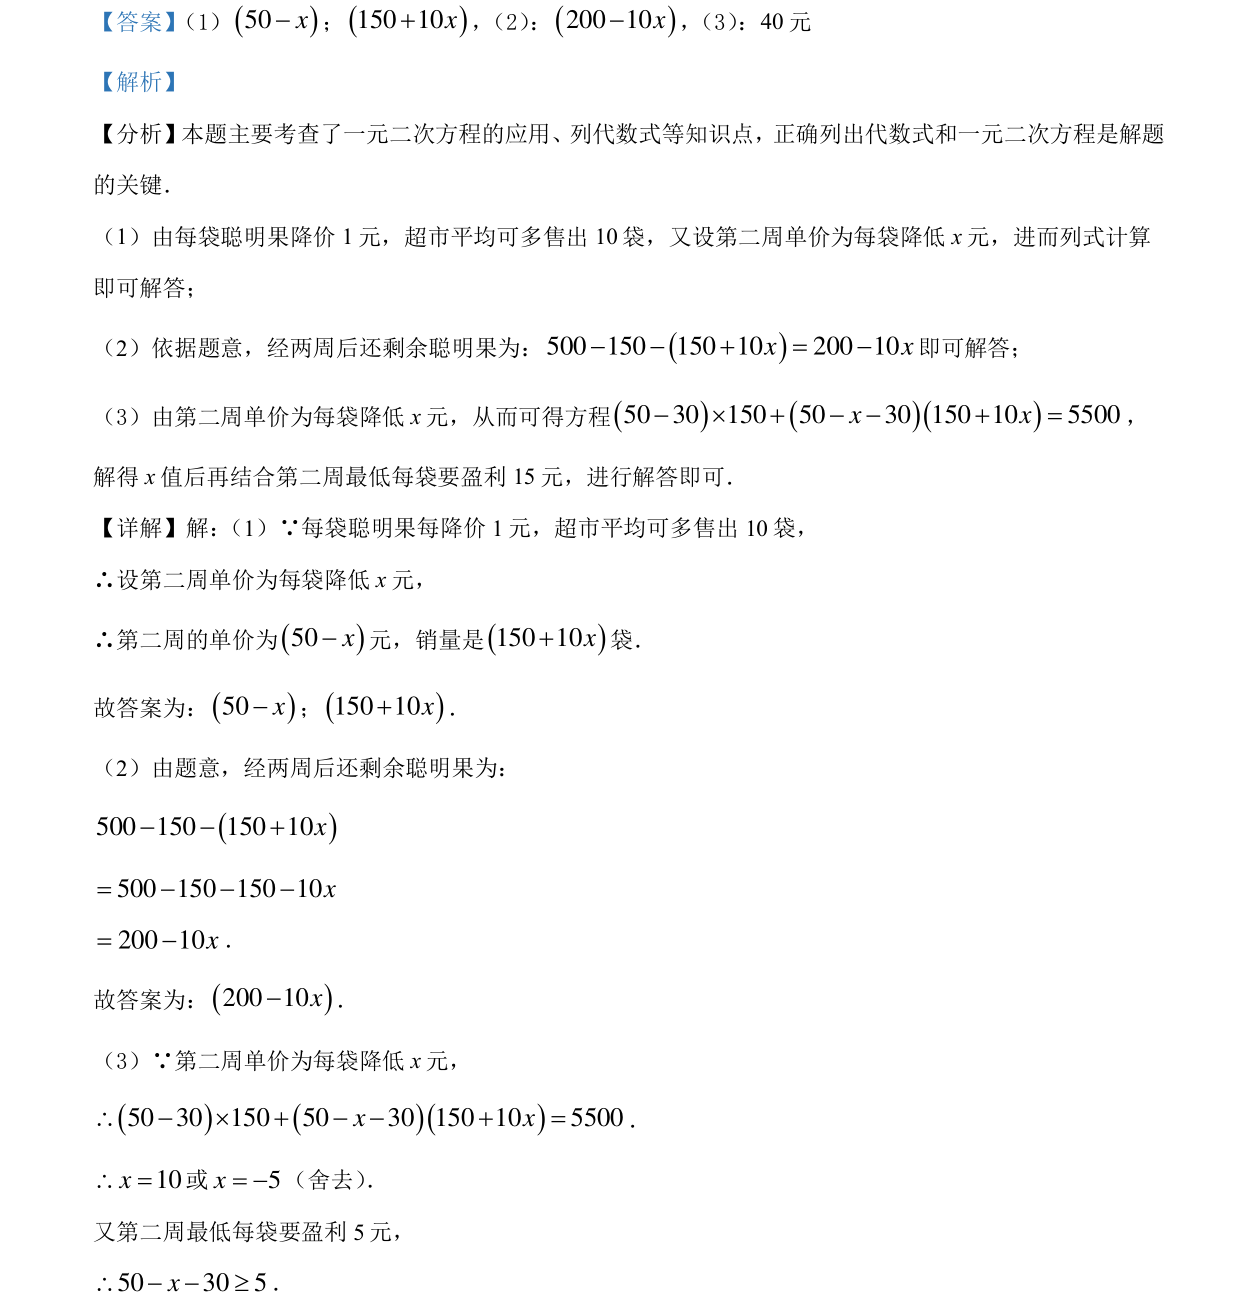 【答案】（1）(50−x)；(150+10x)，（2）：(200−10x)，（3）：40 元
【解析】
【分析】本题主要考查了一元二次方程的应用、列代数式等知识点，正确列出代数式和一元二次方程是解题
的关键．
（1）由每袋聪明果降价 1 元，超市平均可多售出 10 袋，又设第二周单价为每袋降低 x 元，进而列式计算
即可解答；
（2）依据题意，经两周后还剩余聪明果为：500−150−(150+10x)=200−10x 即可解答；
（3）由第二周单价为每袋降低 x 元，从而可得方程(50−30)×150+(50−x−30)(150+10x)=5500，
解得 x 值后再结合第二周最低每袋要盈利 15 元，进行解答即可．
【详解】解：（1）∵每袋聪明果每降价 1 元，超市平均可多售出 10 袋，
∴设第二周单价为每袋降低 x 元，
∴第二周的单价为(50−x)元，销量是(150+10x)袋．
故答案为：(50−x)；(150+10x)．
（2）由题意，经两周后还剩余聪明果为：
500−150−(150+10x)
=500−150−150−10x
=200−10x．
故答案为：(200−10x)．
（3）∵第二周单价为每袋降低 x 元，
∴(50−30)×150+(50−x−30)(150+10x)=5500．
∴x=10或x=−5（舍去）．
又第二周最低每袋要盈利 5 元，
∴50−x−30≥5．